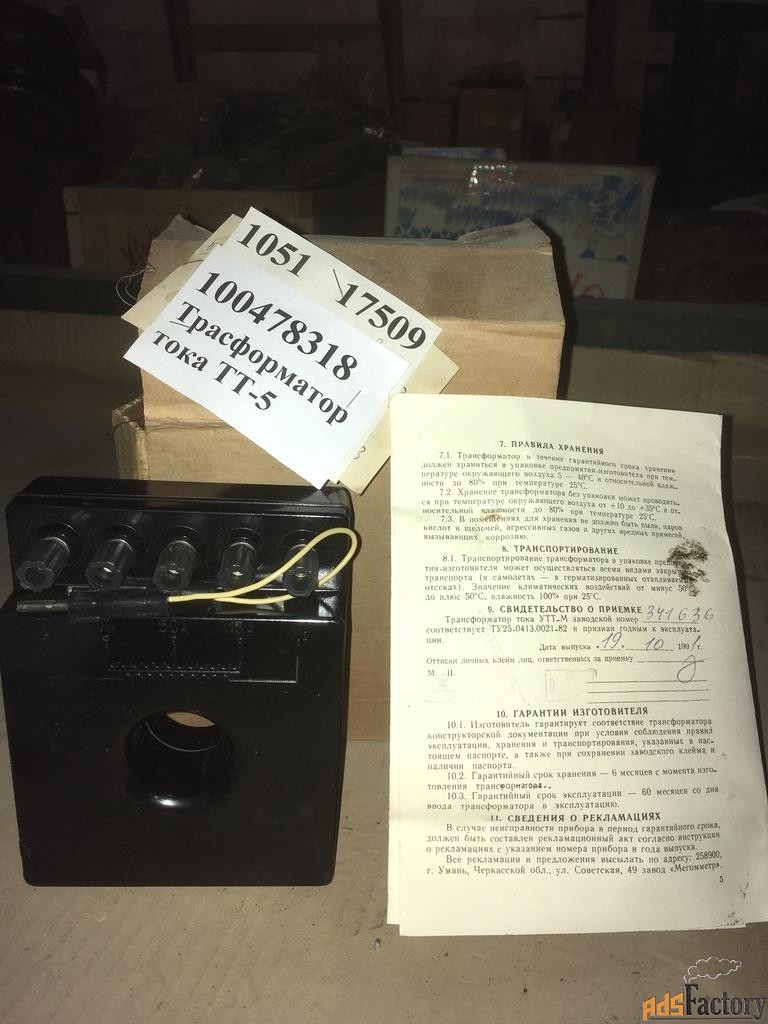 1051 17509
100478318
Трасформатор
тока ТТ-5
7. ПРАВИЛА ХРАНЕНИЯ
7.1. Трансформатор в течение гарантийного срока хранения
должен храниться в упаковке предприятия-изготовителя при тем-
пературе окружающего воздуха 5 — 40°С и относительной влаж-
ности до 80% при температуре 25°С.
7.2. Хранение трансформатора без упаковки может проводить-
ся при температуре окружающего воздуха от +10 до +35°С и от-
носительной влажности до 80% при температуре 25°С.
7.3. В помещениях для хранения не должно быть пыли, паров
кислот и щелочей, агрессивных газов и других вредных примесей,
вызывающих коррозию.
8. ТРАНСПОРТИРОВАНИЕ
8.1. Транспортирование трансформатора в упаковке предприя-
тия-изготовителя может осуществляться всеми видами закрытого
транспорта (в самолетах — в герметизированных отапливаемых
отсеках). Значение климатических воздействий от минус 50°С
до плюс 50°С, влажность 100% при 25°С.
9. СВИДЕТЕЛЬСТВО О ПРИЕМКЕ
Трансформатор тока УТТ-М заводской номер 341636
соответствует ТУ25-0413.0021-82 и признан годным к эксплуата-
ции.
Дата выпуска «19. 10 1991г.
Оттиски личных клейм лиц, ответственных за приемку
М. П.
10. ГАРАНТИИ ИЗГОТОВИТЕЛЯ
10.1. Изготовитель гарантирует соответствие трансформатора
конструкторской документации при условии соблюдения правил
эксплуатации, хранения и транспортирования, указанных в нас-
тоящем паспорте, а также при сохранении заводского клейма и
наличии паспорта.
10.2. Гарантийный срок хранения — 6 месяцев с момента изго-
товления трансформатора.
10.3. Гарантийный срок эксплуатации — 60 месяцев со дня
ввода трансформатора в эксплуатацию.
11. СВЕДЕНИЯ О РЕКЛАМАЦИЯХ
В случае неисправности прибора в период гарантийного срока,
должен быть составлен рекламационный акт согласно инструкции
о рекламациях с указанием номера прибора и года выпуска.
Все рекламации и предложения высылать по адресу: 258900,
г. Умань, Черкасской обл., ул. Советская, 49 завод «Мегомметр».
5
adsFactory